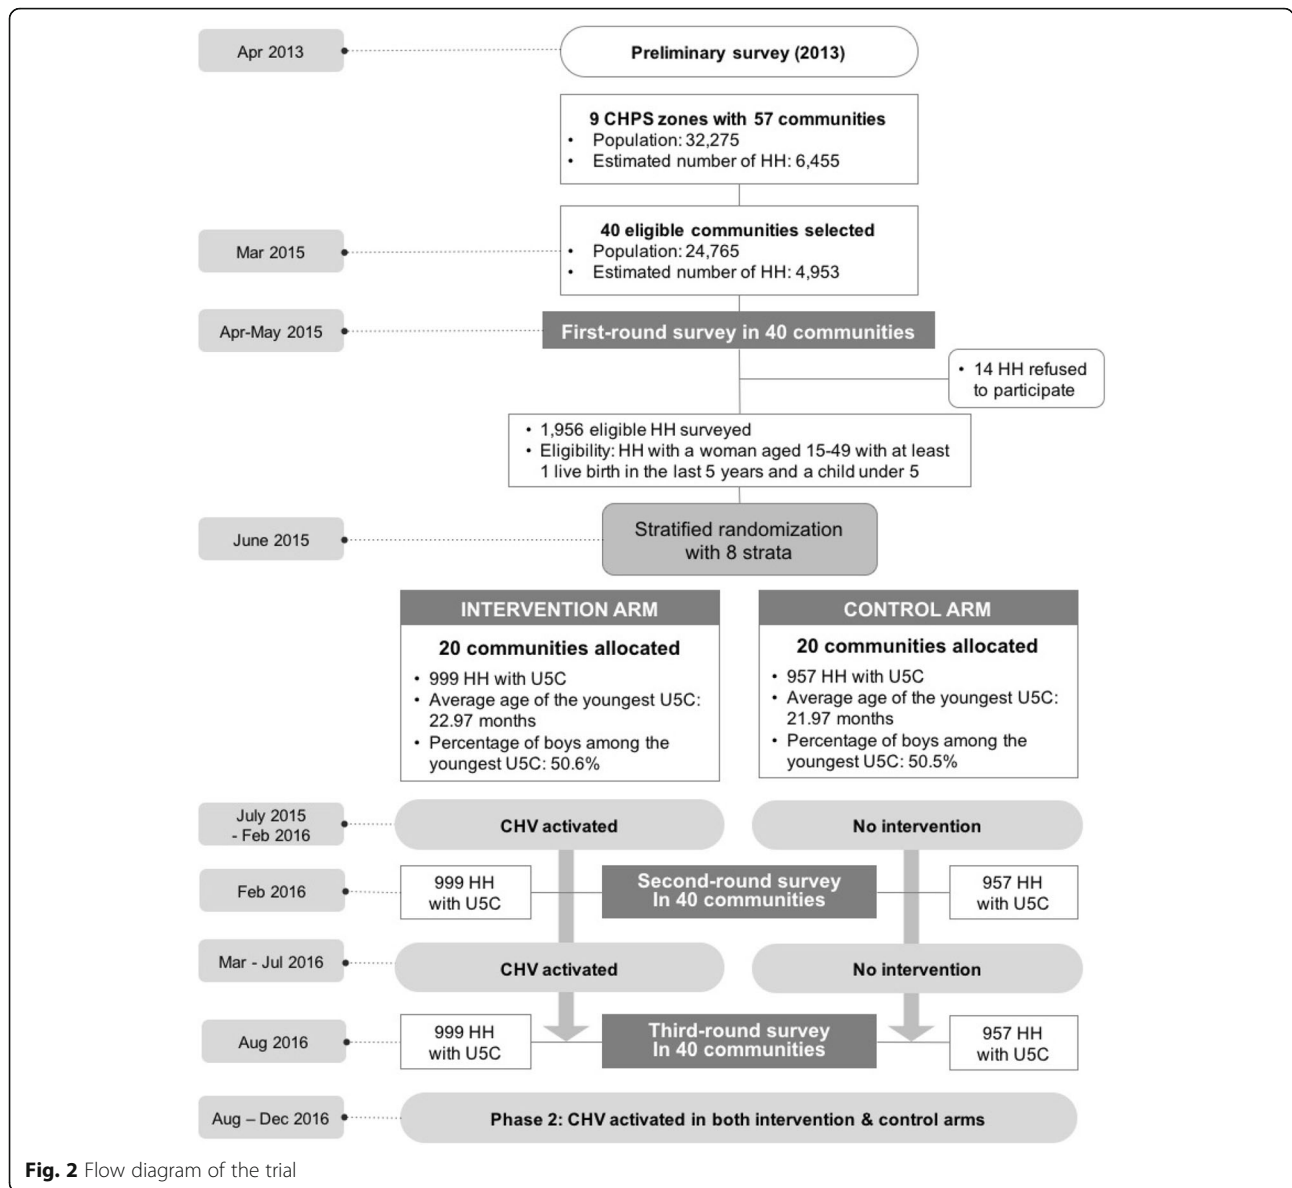 Apr 2013
Preliminary survey (2013)
9 CHPS zones with 57 communities
• Population: 32,275
• Estimated number of HH: 6,455
Mar 2015
40 eligible communities selected
• Population: 24,765
• Estimated number of HH: 4,953
Apr-May 2015
First-round survey in 40 communities
• 14 HH refused
to participate
• 1,956 eligible HH surveyed
• Eligibility: HH with a woman aged 15-49 with at least
1 live birth in the last 5 years and a child under 5
June 2015
Stratified randomization
with 8 strata
INTERVENTION ARM
20 communities allocated
• 999 HH with U5C
• Average age of the youngest U5C:
22.97 months
• Percentage of boys among the
youngest U5C: 50.6%
CONTROL ARM
20 communities allocated
• 957 HH with U5C
• Average age of the youngest U5C:
21.97 months
• Percentage of boys among the
youngest U5C: 50.5%
July 2015
- Feb 2016
CHV activated
No intervention
Feb 2016
999 HH
with U5C
Second-round survey
In 40 communities
957 HH
with U5C
Mar - Jul 2016
CHV activated
No intervention
Aug 2016
999 HH
with U5C
Third-round survey
In 40 communities
957 HH
with U5C
Aug – Dec 2016
Phase 2: CHV activated in both intervention & control arms
Fig. 2 Flow diagram of the trial